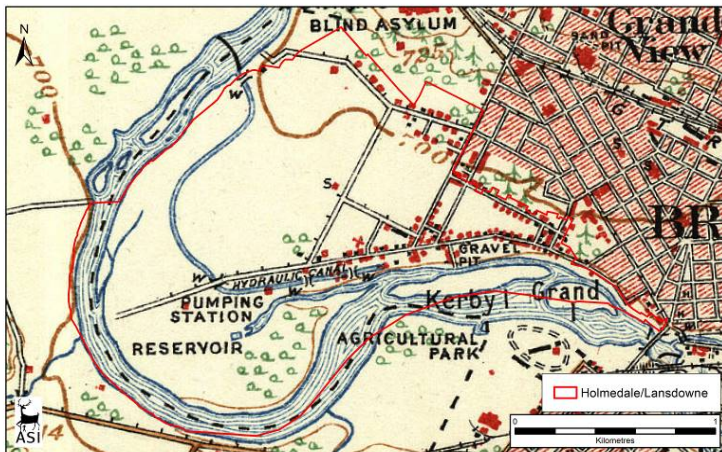 N
BLIND ASYLUM
Grand
View
SAND
PIT
725
700
W
G
T
R
700
S
S
S
BR
GRAVEL
PIT
W
HYDRAULIC CANAL
W
W
PUMPING
STATION
Kerby I
Grand
I
RESERVOIR
AGRICULTURAL
PARK
Holmedale/Lansdowne
0
1
Kilometres
ASI